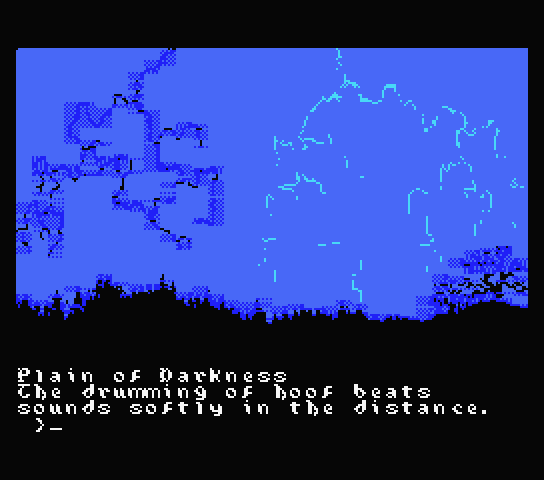 Plain of Darkness
The drumming of hoof beats
sounds softly in the distance.
>_